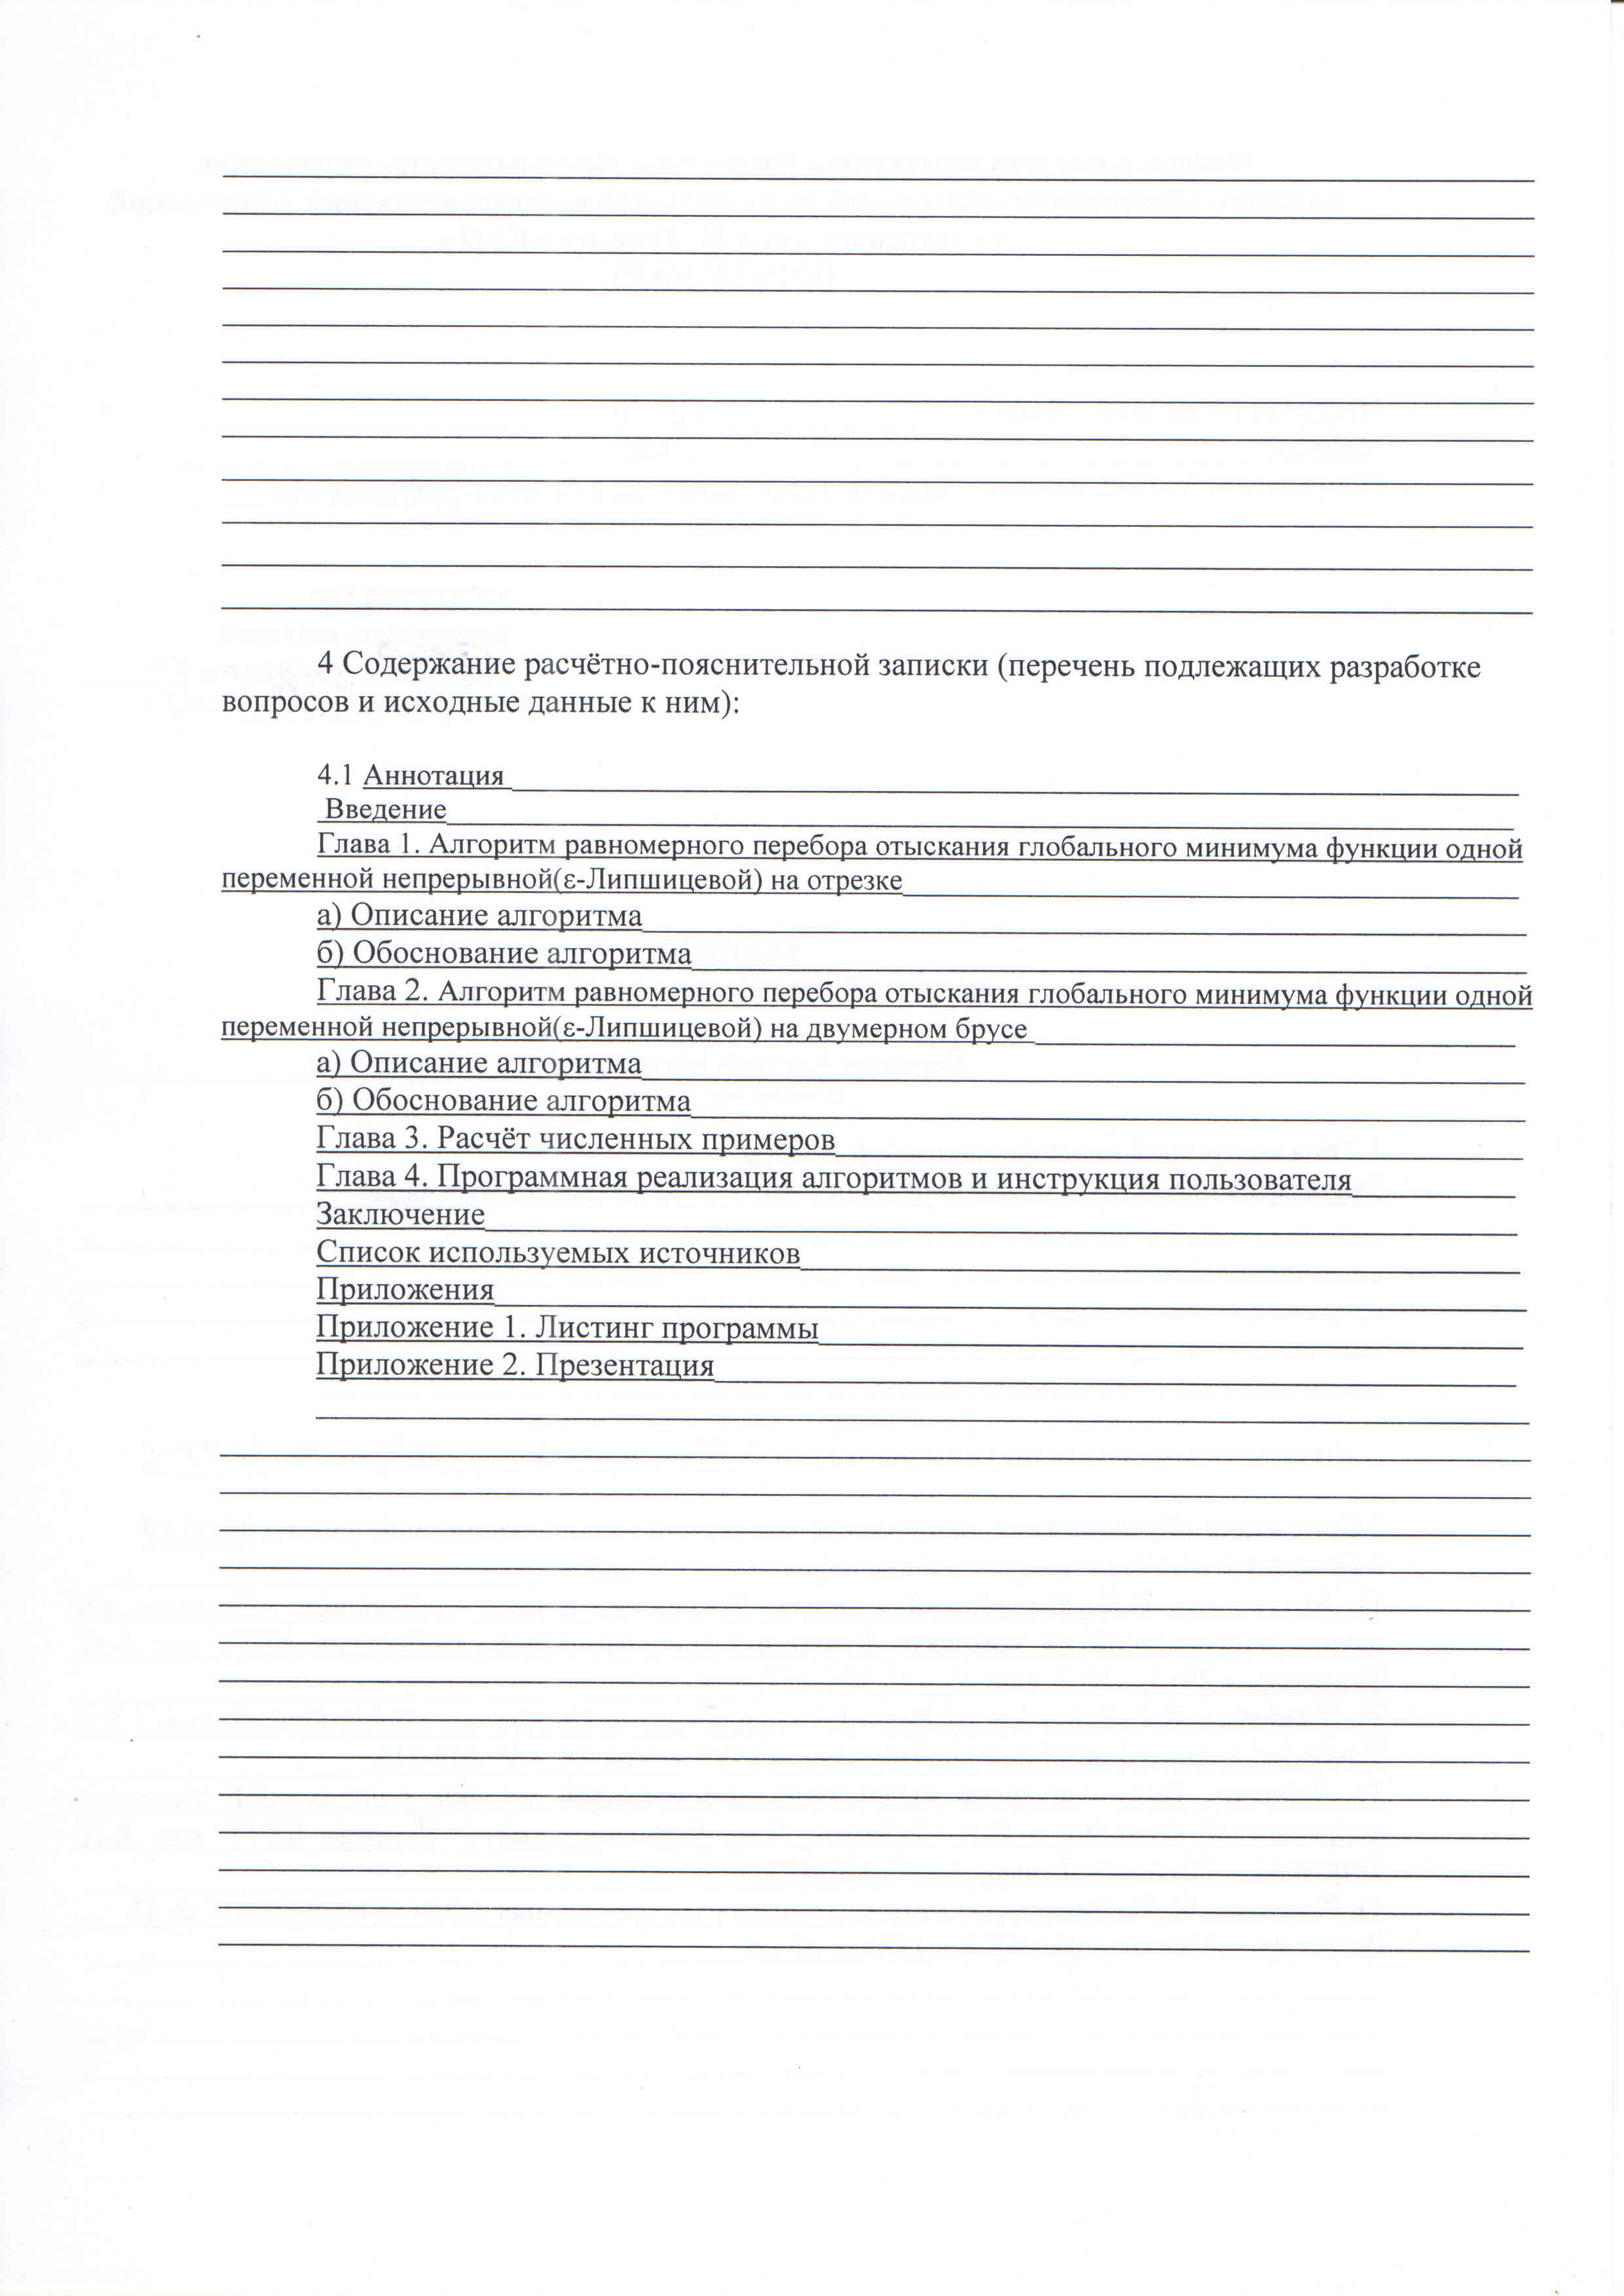 4 Содержание расчётно-пояснительной записки (перечень подлежащих разработке
вопросов и исходные данные к ним):
4.1 Аннотация
Введение
Глава 1. Алгоритм равномерного перебора отыскания глобального минимума функции одной
переменной непрерывной(ε-Липшицевой) на отрезке
а) Описание алгоритма
б) Обоснование алгоритма
Глава 2. Алгоритм равномерного перебора отыскания глобального минимума функции одной
переменной непрерывной(ε-Липшицевой) на двумерном брусе
а) Описание алгоритма
б) Обоснование алгоритма
Глава 3. Расчёт численных примеров
Глава 4. Программная реализация алгоритмов и инструкция пользователя
Заключение
Список используемых источников
Приложения
Приложение 1. Листинг программы
Приложение 2. Презентация